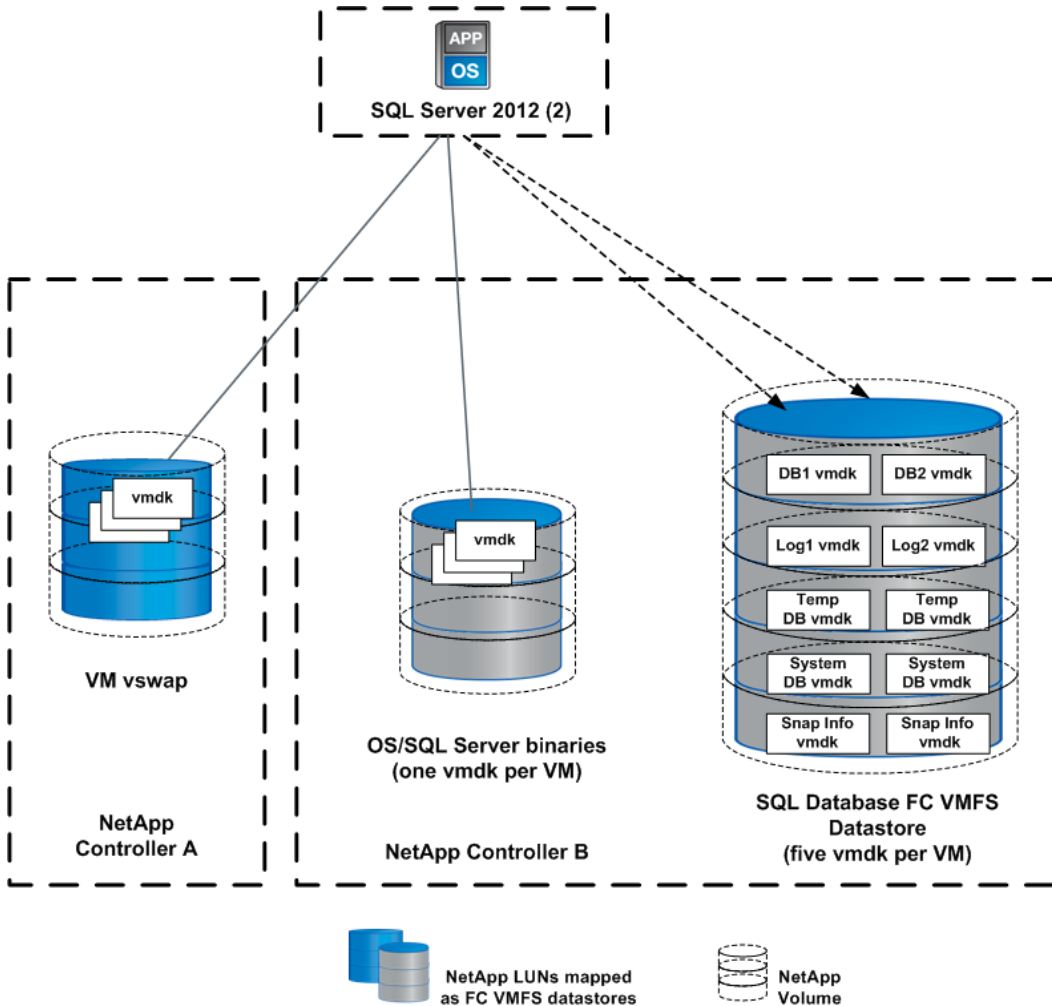 APP
OS
SQL Server 2012 (2)
vmdk
VM vswap
NetApp
Controller A
vmdk
OS/SQL Server binaries
(one vmdk per VM)
NetApp Controller B
DB1 vmdk
DB2 vmdk
Log1 vmdk
Log2 vmdk
Temp
DB vmdk
Temp
DB vmdk
System
DB vmdk
System
DB vmdk
Snap Info
vmdk
Snap Info
vmdk
SQL Database FC VMFS
Datastore
(five vmdk per VM)
NetApp LUNs mapped
as FC VMFS datastores
NetApp
Volume